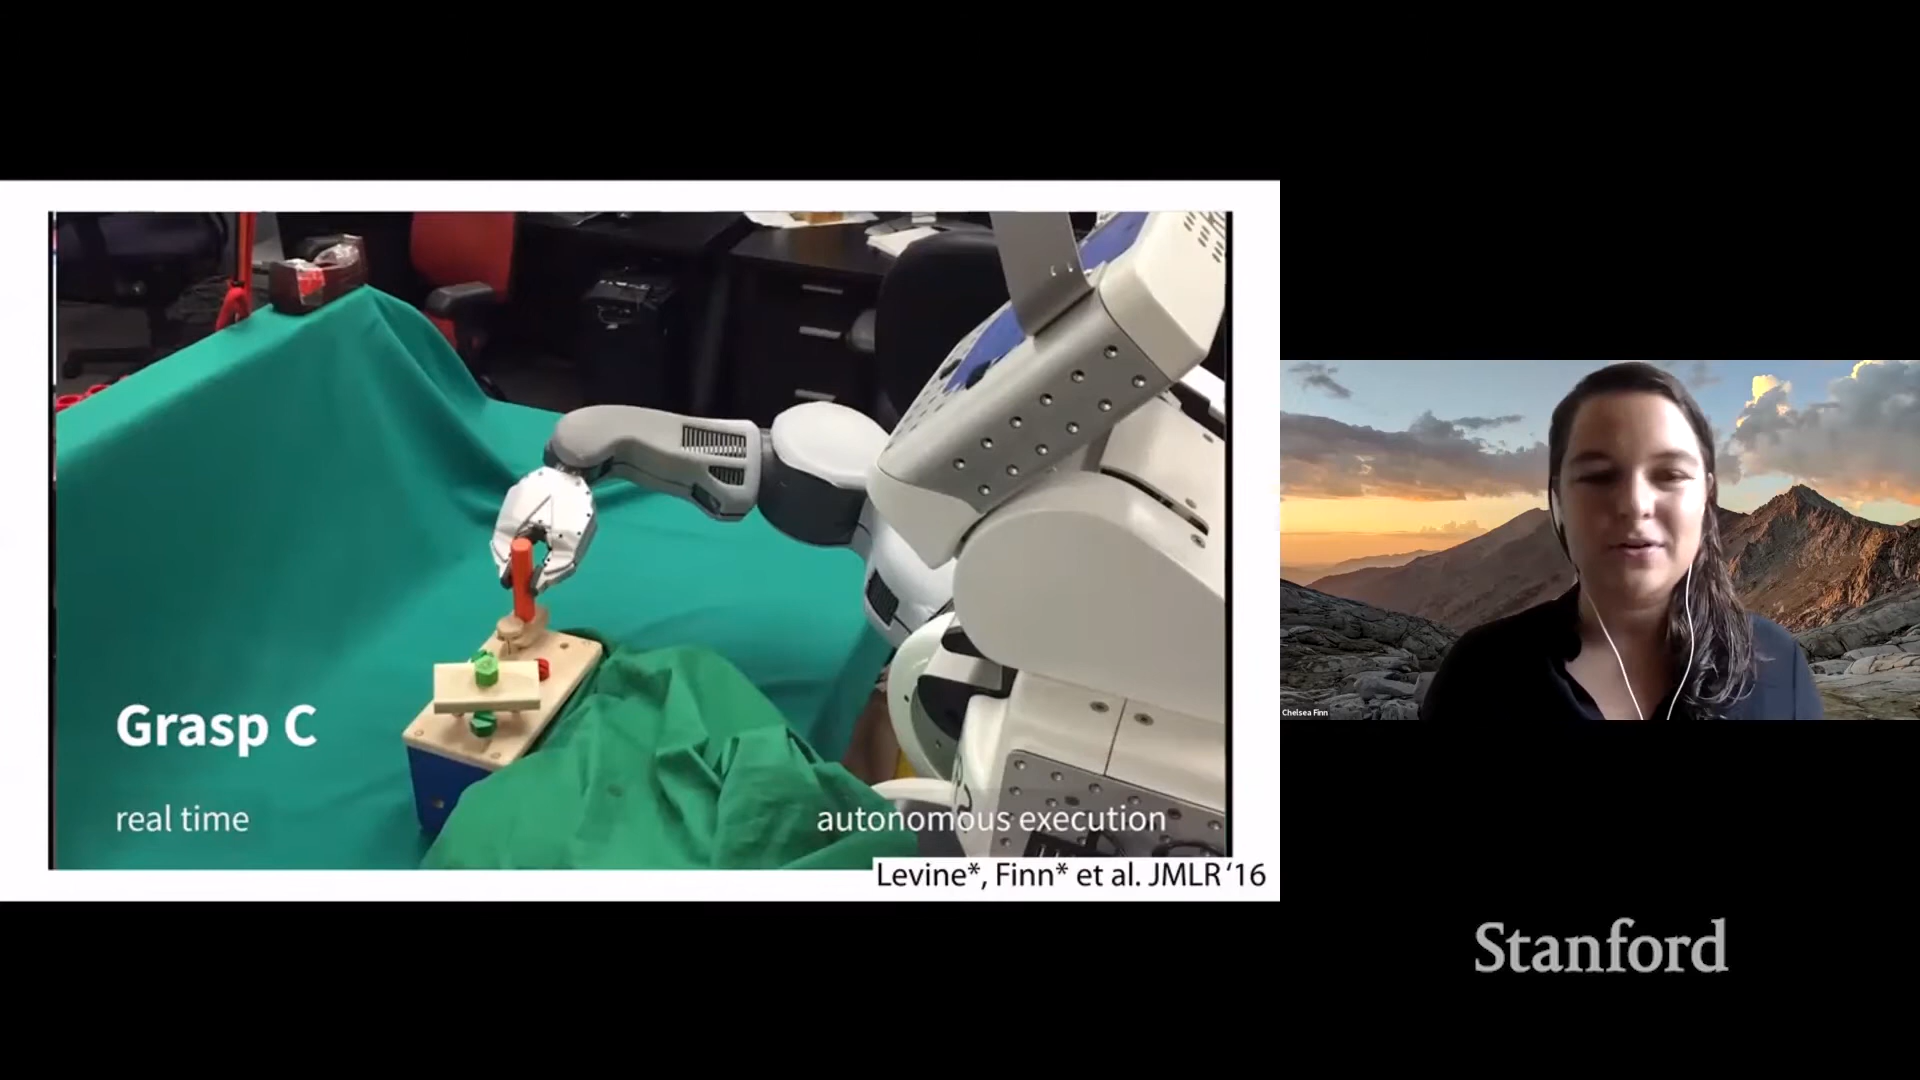 Grasp C
real time
autonomous execution
Levine*, Finn* et al. JMLR‘16
Chelsea Finn
Stanford